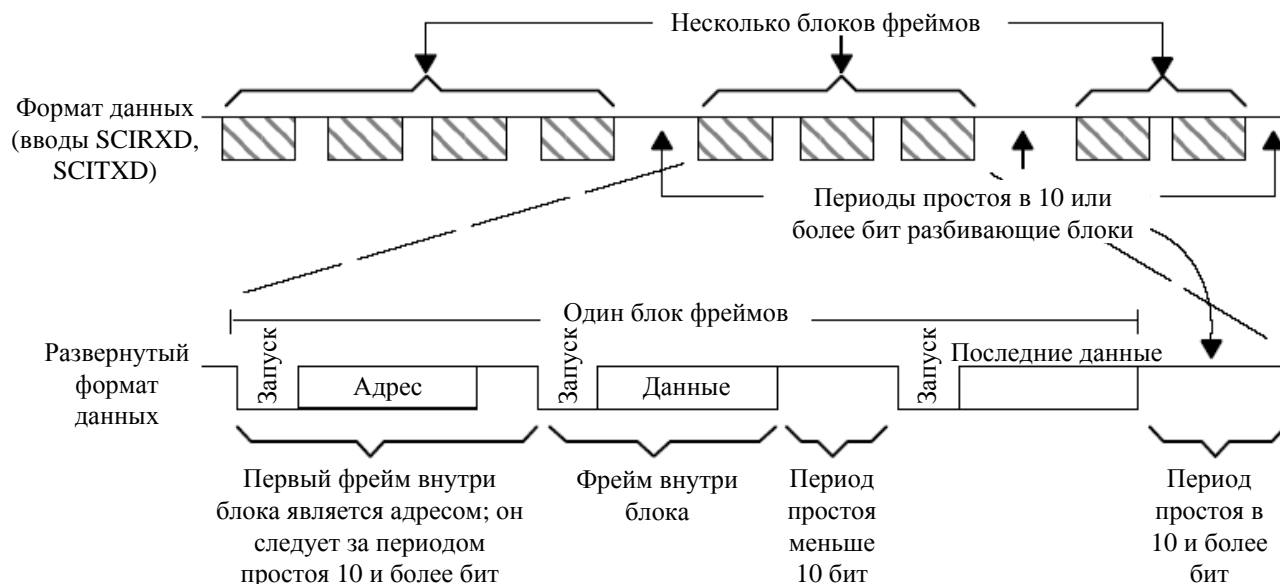 Несколько блоков фреймов
Формат данных
(вводы SCIRXD,
SCITXD)
Периоды простоя в 10 или
более бит разбивающие блоки
Один блок фреймов
Развернутый
формат
данных
Запуск
Адрес
Запуск
Данные
Запуск
Последние данные
Первый фрейм внутри
блока является адресом; он
следует за периодом
простоя 10 и более бит
Фрейм внутри
блока
Период
простоя
меньше
10 бит
Период
простоя в
10 и более
бит